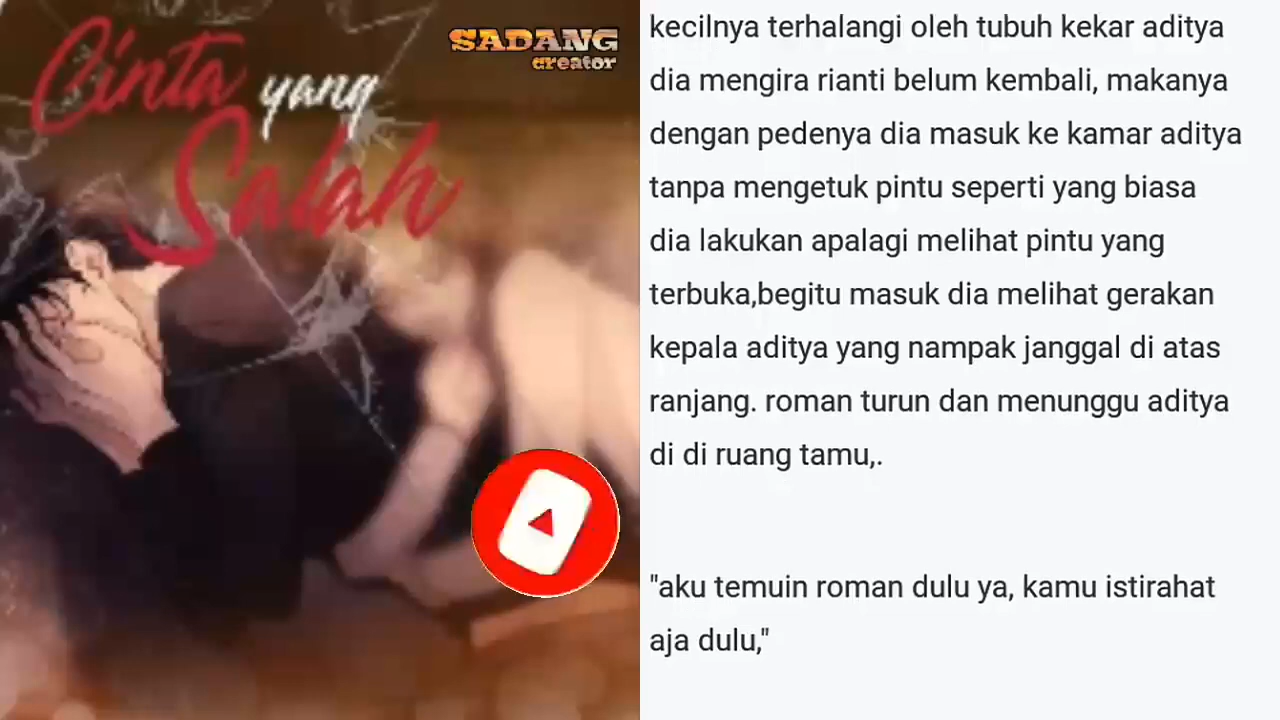 Cinta yang
Salah
SADANG
creator
kecilnya terhalangi oleh tubuh kekar aditya
dia mengira rianti belum kembali, makanya
dengan pedenya dia masuk ke kamar aditya
tanpa mengetuk pintu seperti yang biasa
dia lakukan apalagi melihat pintu yang
terbuka,begitu masuk dia melihat gerakan
kepala aditya yang nampak janggal di atas
ranjang. roman turun dan menunggu aditya
di di ruang tamu,.
"aku temuin roman dulu ya, kamu istirahat
aja dulu,"